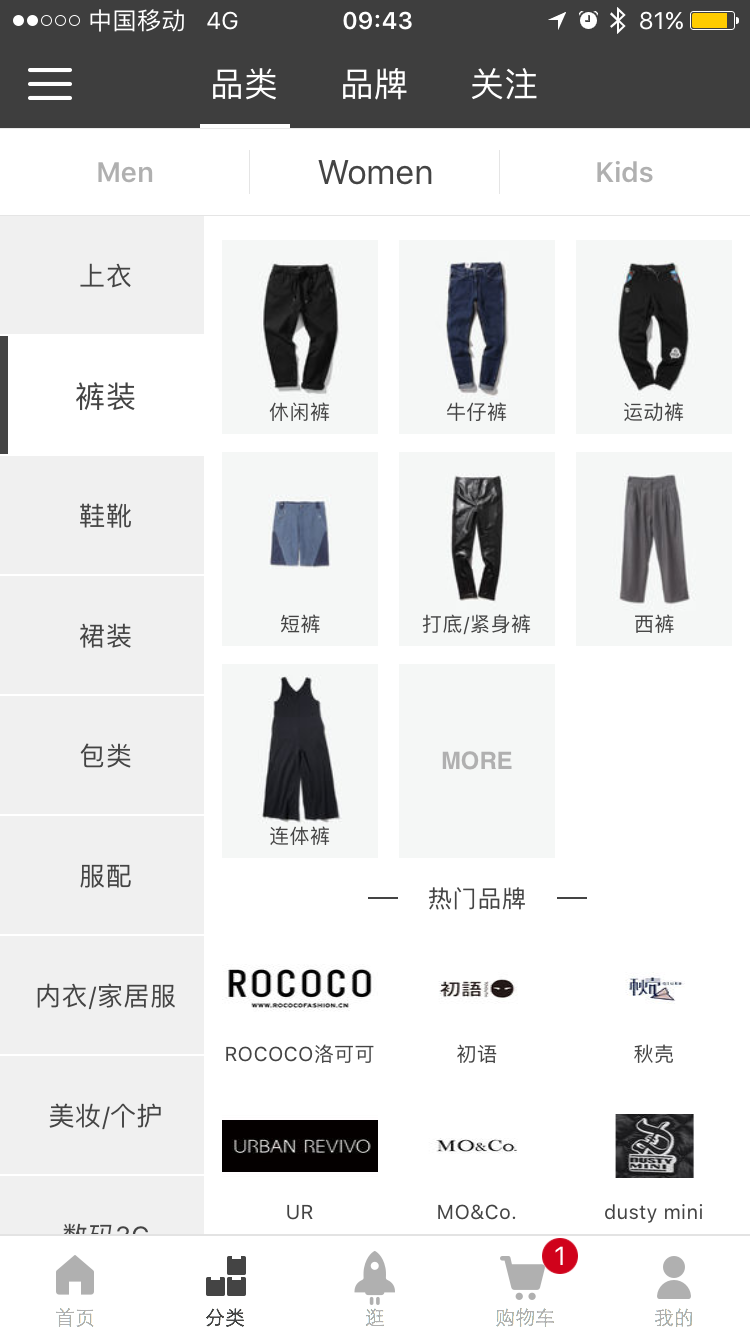 中国移动 4G 09:43 81%
品类 品牌 关注
Men Women Kids
上衣
裤装
鞋靴
裙装
包类
服配
内衣/家居服
美妆/个护
休闲裤 牛仔裤 运动裤
短裤 打底/紧身裤 西裤
连体裤 MORE
热门品牌
ROCOCO
WWW.ROCOCOFASHION.CN
初語
秋壳
ROCOCO洛可可 初语 秋壳
URBAN REVIVO MO&Co. DUSTY MINI
UR MO&Co. dusty mini
1
首页 分类 逛 购物车 我的